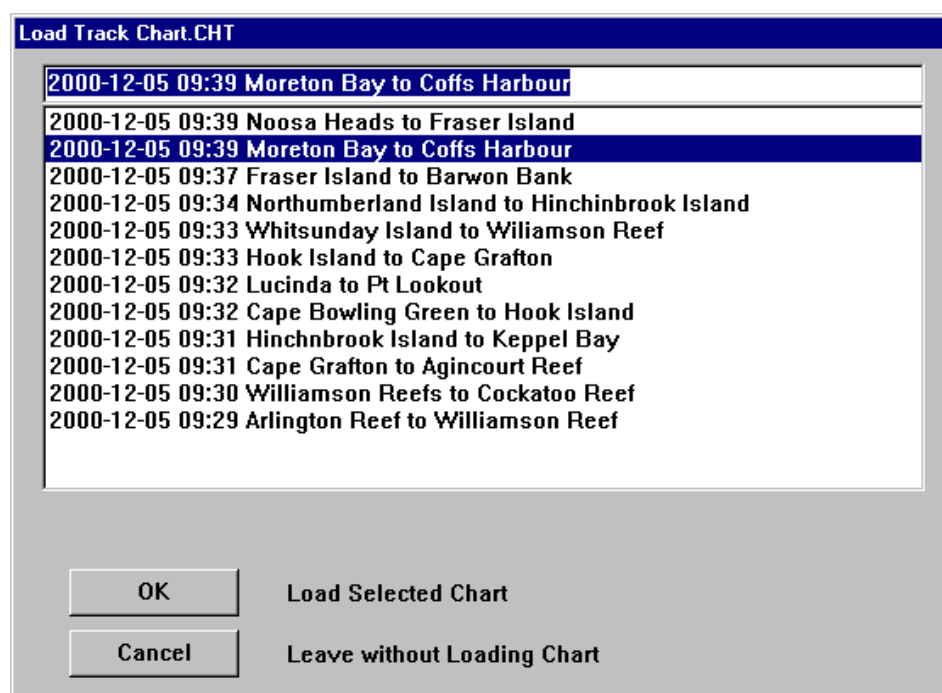 Load Track Chart.CHT
2000-12-05 09:39 Moreton Bay to Coffs Harbour
2000-12-05 09:39 Noosa Heads to Fraser Island
2000-12-05 09:39 Moreton Bay to Coffs Harbour
2000-12-05 09:37 Fraser Island to Barwon Bank
2000-12-05 09:34 Northumberland Island to Hinchinbrook Island
2000-12-05 09:33 Whitsunday Island to Wiliamson Reef
2000-12-05 09:33 Hook Island to Cape Grafton
2000-12-05 09:32 Lucinda to Pt Lookout
2000-12-05 09:32 Cape Bowling Green to Hook Island
2000-12-05 09:31 Hinchnbrook Island to Keppel Bay
2000-12-05 09:31 Cape Grafton to Agincourt Reef
2000-12-05 09:30 Williamson Reefs to Cockatoo Reef
2000-12-05 09:29 Arlington Reef to Williamson Reef
OK Load Selected Chart
Cancel Leave without Loading Chart